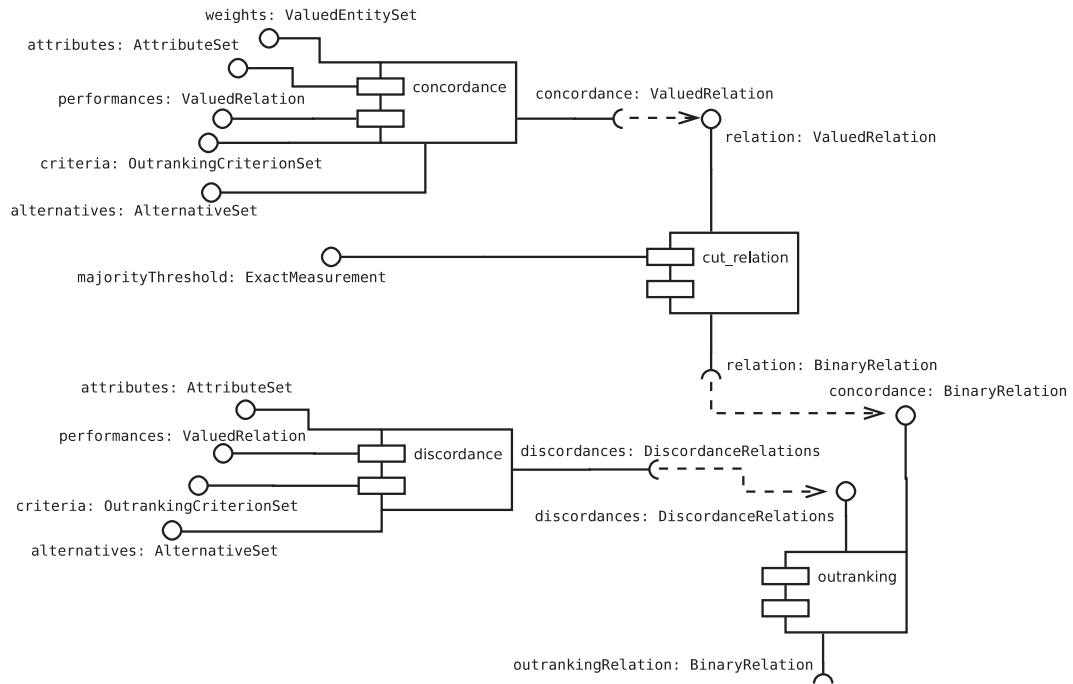 weights: ValuedEntitySet
attributes: AttributeSet
concordance
performances: ValuedRelation
concordance: ValuedRelation
relation: ValuedRelation
criteria: OutrankingCriterionSet
alternatives: AlternativeSet
cut_relation
majorityThreshold: ExactMeasurement
relation: BinaryRelation
attributes: AttributeSet
concordance: BinaryRelation
performances: ValuedRelation
discordance
discordances: DiscordanceRelations
criteria: OutrankingCriterionSet
discordances: DiscordanceRelations
alternatives: AlternativeSet
outranking
outrankingRelation: BinaryRelation